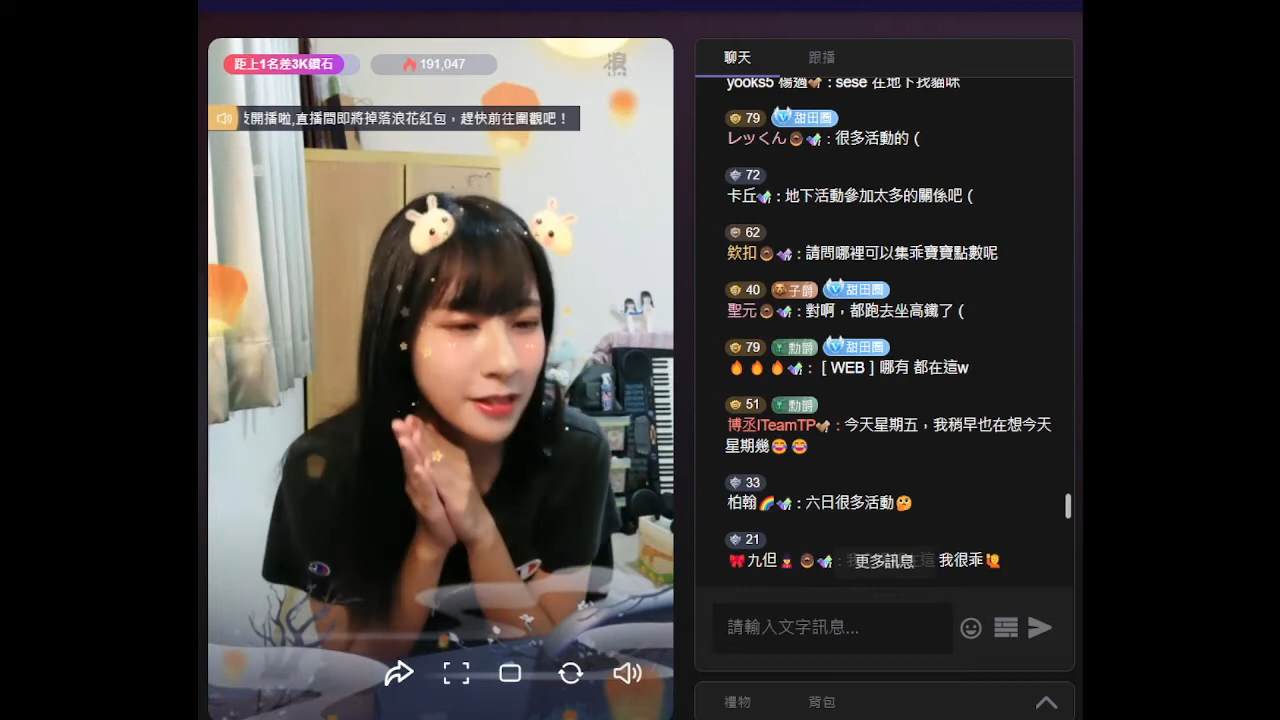 距上1名差3K鑽石
191,047
浪
LIVE
開播啦,直播間即將掉落浪花紅包,趕快前往圍觀吧!
聊天
跟播
yooks5 楊過 : sese 在地下找貓咪
79 甜田圈
レッくん : 很多活動的 (
72
卡丘 : 地下活動參加太多的關係吧 (
62
欸扣 : 請問哪裡可以集乖寶寶點數呢
40 子爵 甜田圈
聖元 : 對啊,都跑去坐高鐵了 (
79 勳爵 甜田圈
🔥🔥🔥 : [ WEB ] 哪有 都在這w
51 勳爵
博丞ITeamTP : 今天星期五,我稍早也在想今天
星期幾😂😂
33
柏翰🌈 : 六日很多活動🤔
21
九但 : 我 在這 我很乖
更多訊息
請輸入文字訊息...
禮物
背包